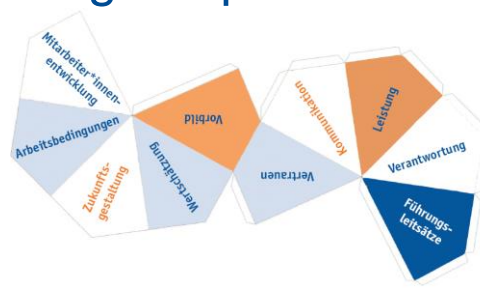 Mitarbeiter*innen-
entwicklung
Arbeitsbedingungen
Zukunfts-
gestaltung
Wertschätzung
Vorbild
Vertrauen
Kommunikation
Leistung
Verantwortung
Führungs-
leitsätze